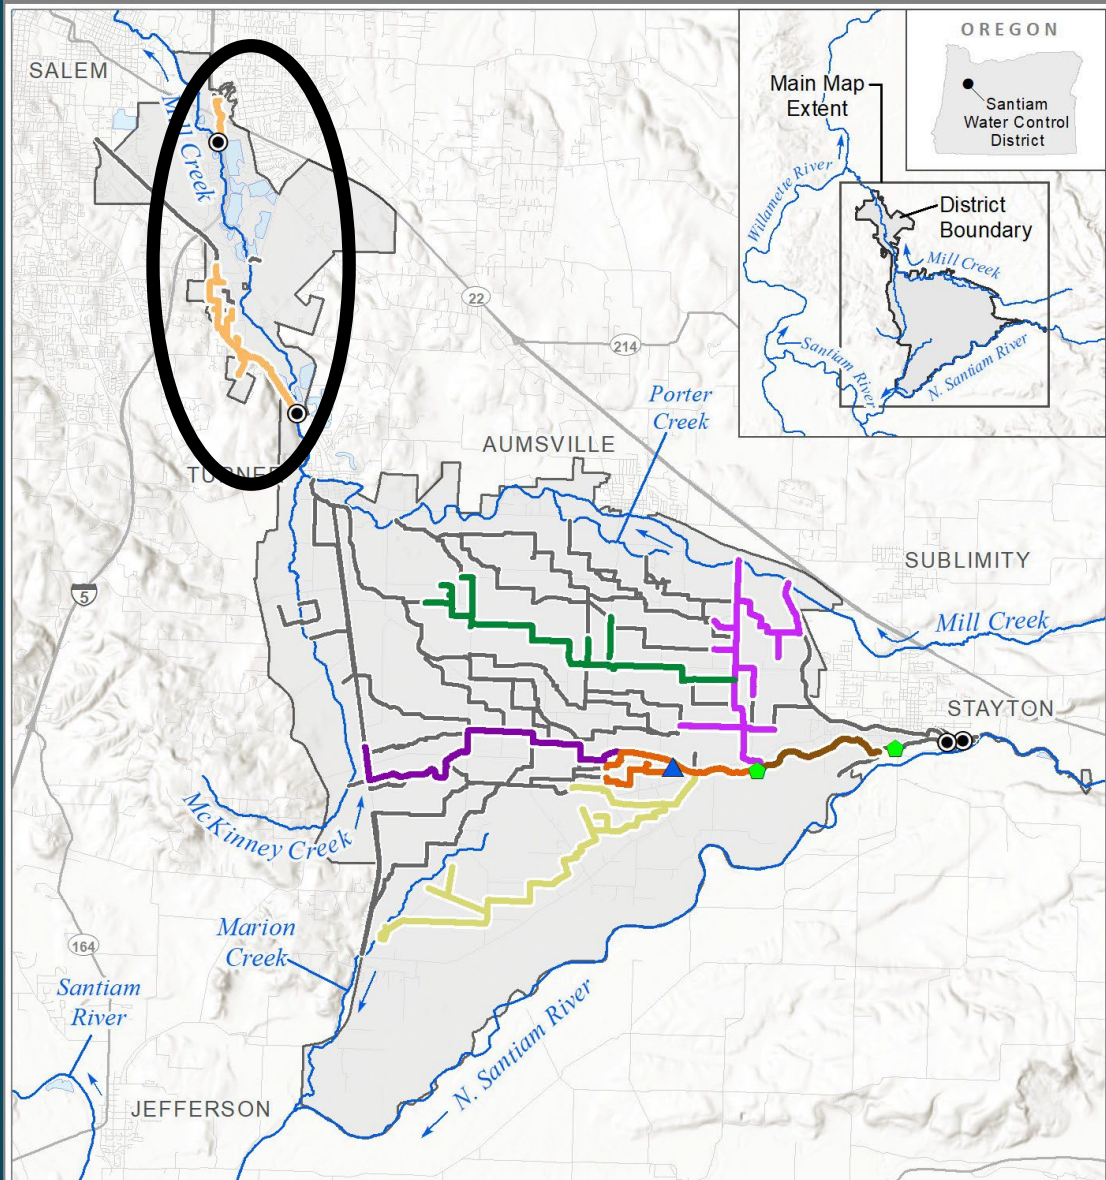 SALEM
Mill Creek
22
214
Porter
Creek
AUMSVILLE
TURNER
5
SUBLIMITY
Mill Creek
STAYTON
McKinney Creek
Marion
Creek
164
Santiam
River
N. Santiam River
JEFFERSON
Main Map
Extent
Willamette River
District
Boundary
Mill Creek
Santiam River
N. Santiam River
OREGON
Santiam
Water Control
District